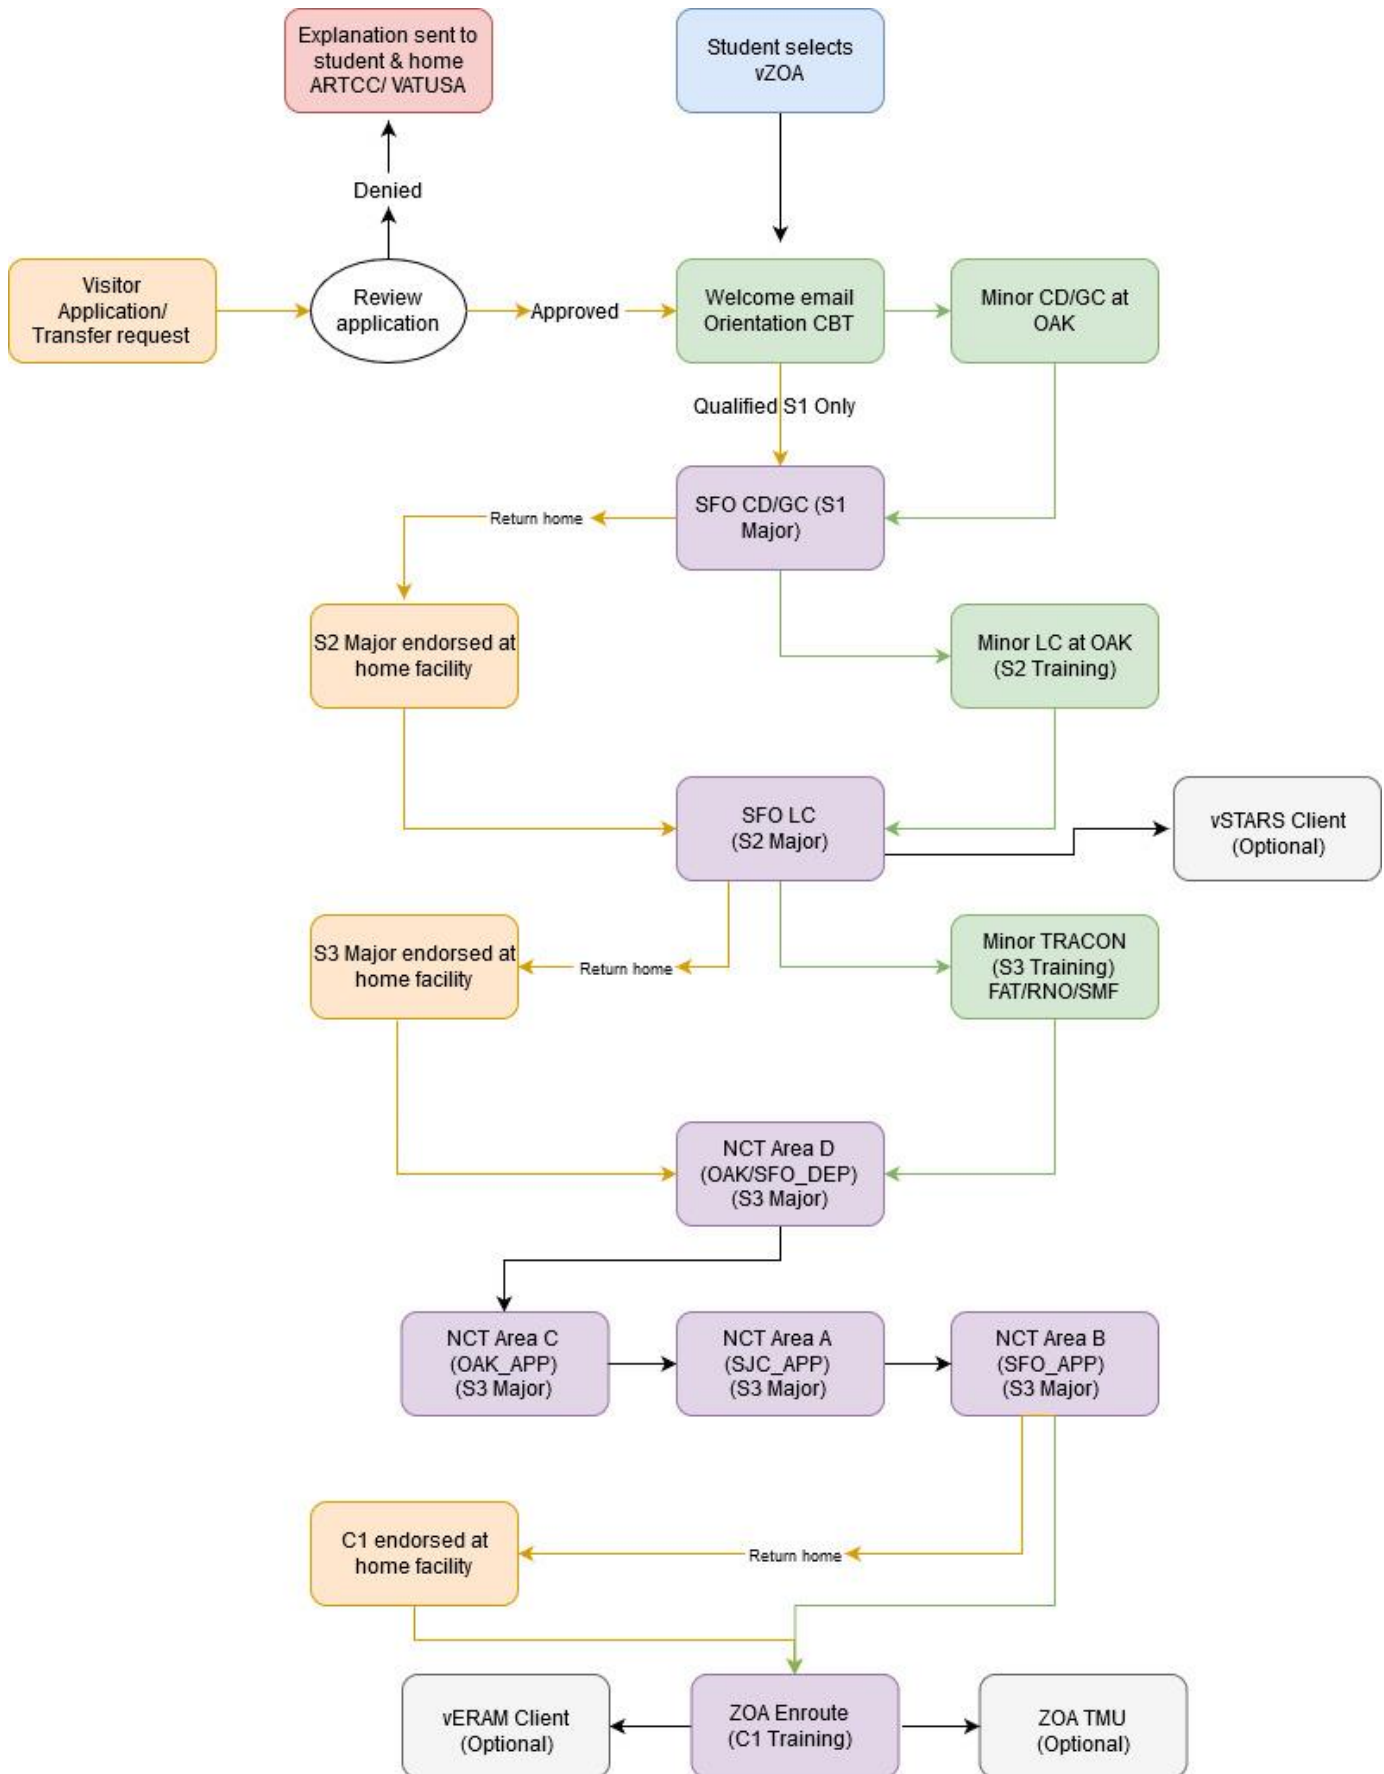 Explanation sent to
student & home
ARTCC/ VATUSA
Student selects
vZOA
Denied
Visitor
Application/
Transfer request
Review
application
Approved
Welcome email
Orientation CBT
Minor CD/GC at
OAK
Qualified S1 Only
SFO CD/GC (S1
Major)
Return home
S2 Major endorsed at
home facility
Minor LC at OAK
(S2 Training)
SFO LC
(S2 Major)
vSTARS Client
(Optional)
S3 Major endorsed at
home facility
Return home
Minor TRACON
(S3 Training)
FAT/RNO/SMF
NCT Area D
(OAK/SFO_DEP)
(S3 Major)
NCT Area C
(OAK_APP)
(S3 Major)
NCT Area A
(SJC_APP)
(S3 Major)
NCT Area B
(SFO_APP)
(S3 Major)
C1 endorsed at
home facility
Return home
vERAM Client
(Optional)
ZOA Enroute
(C1 Training)
ZOA TMU
(Optional)